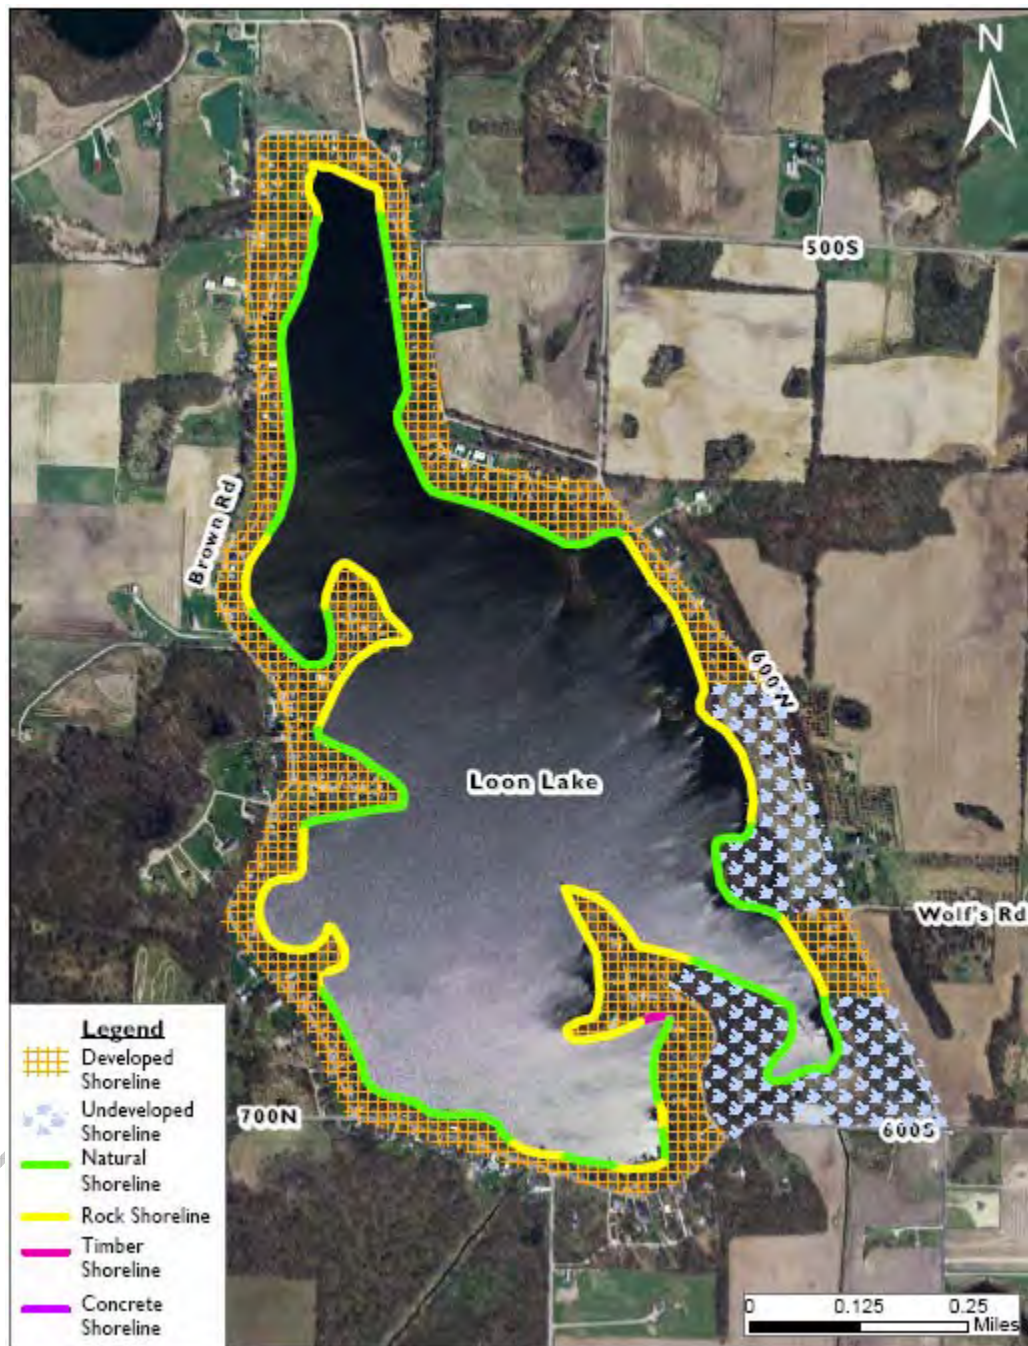 N
500S
Brown Rd
600'N
Loon Lake
Wolf's Rd
700N
600S
Legend
Developed
Shoreline
Undeveloped
Shoreline
Natural
Shoreline
Rock Shoreline
Timber
Shoreline
Concrete
Shoreline
0 0.125 0.25
Miles